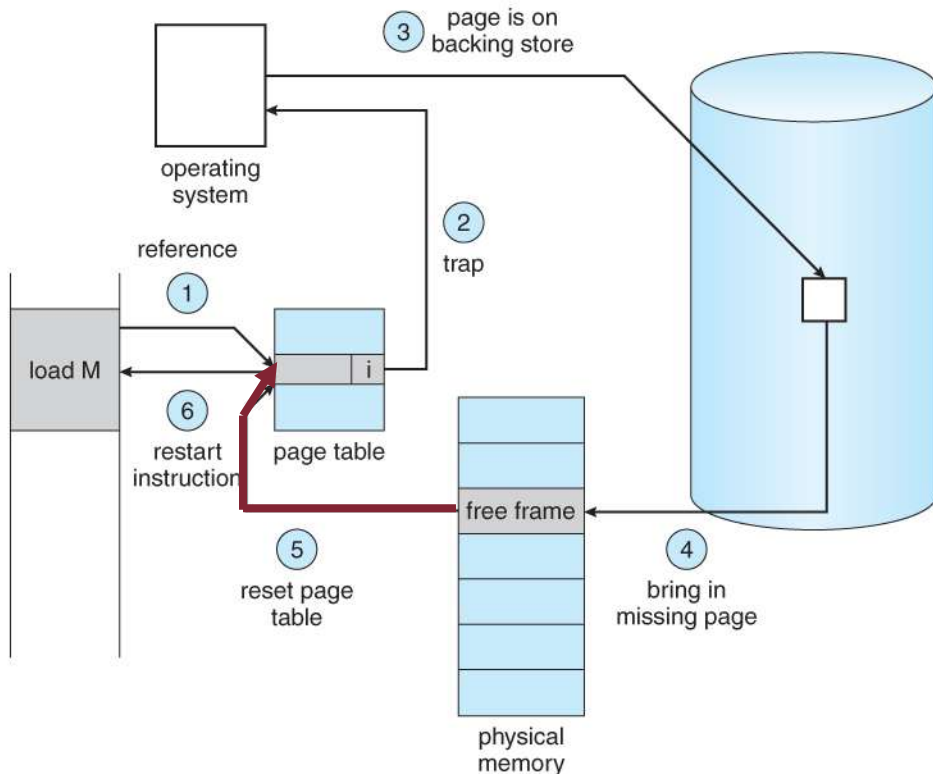 3
page is on
backing store
operating
system
2
trap
reference
1
load M
i
6
restart
instruction
page table
free frame
5
reset page
table
4
bring in
missing page
physical
memory